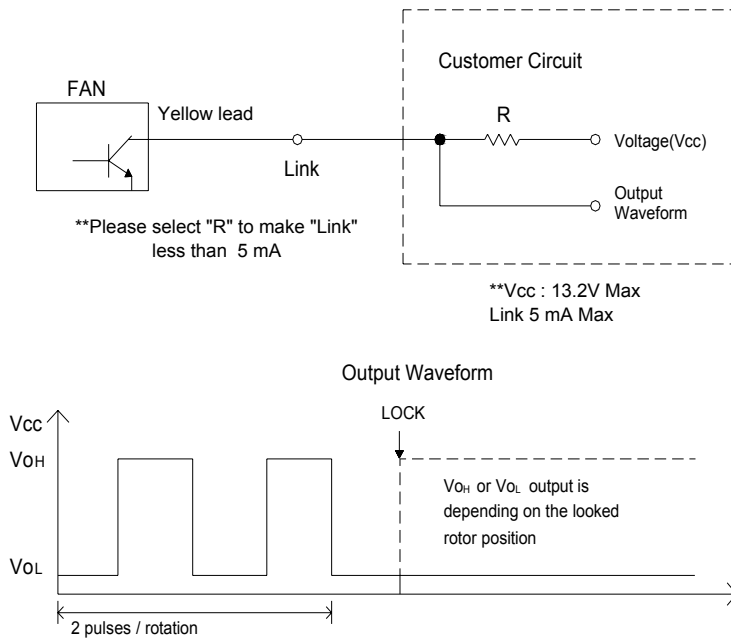 Customer Circuit
FAN
Yellow lead
R
Voltage(Vcc)
Link
Output
Waveform
**Please select "R" to make "Link"
less than 5 mA
**Vcc : 13.2V Max
Link 5 mA Max
Output Waveform
LOCK
Vcc
VOH
VOH or VOL output is
depending on the looked
rotor position
VOL
2 pulses / rotation